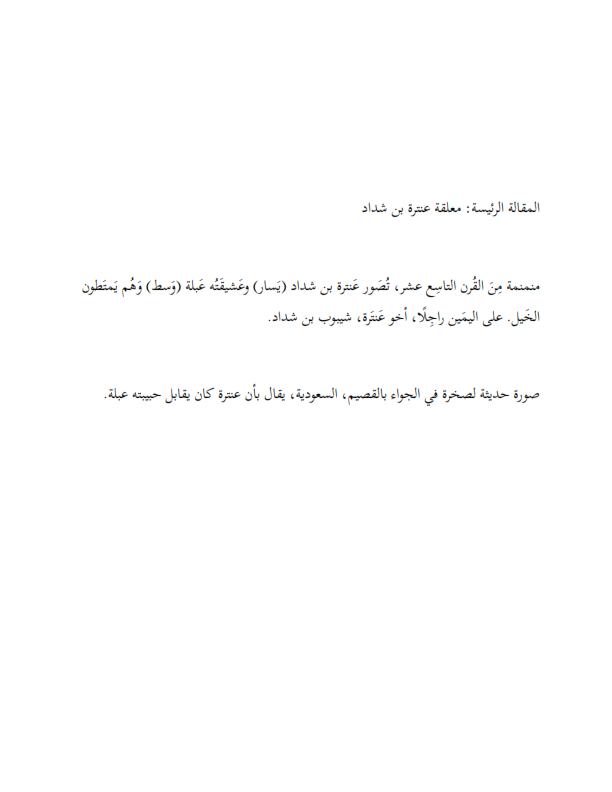 المقالة الرئيسة: معلقة عنترة بن شداد
منمنمة مِنَ القُرن التاسِع عشر، تُصَور عَنترة بن شداد (يَسار) وعَشيقَتُه عَبلة (وَسط) وَهُم يَمتَطون
الخَيل. على اليمَين راجِلًا، أخو عَنتَرة، شيبوب بن شداد.
صورة حديثة لصخرة في الجواء بالقصيم، السعودية، يقال بأن عنترة كان يقابل حبيبته عبلة.